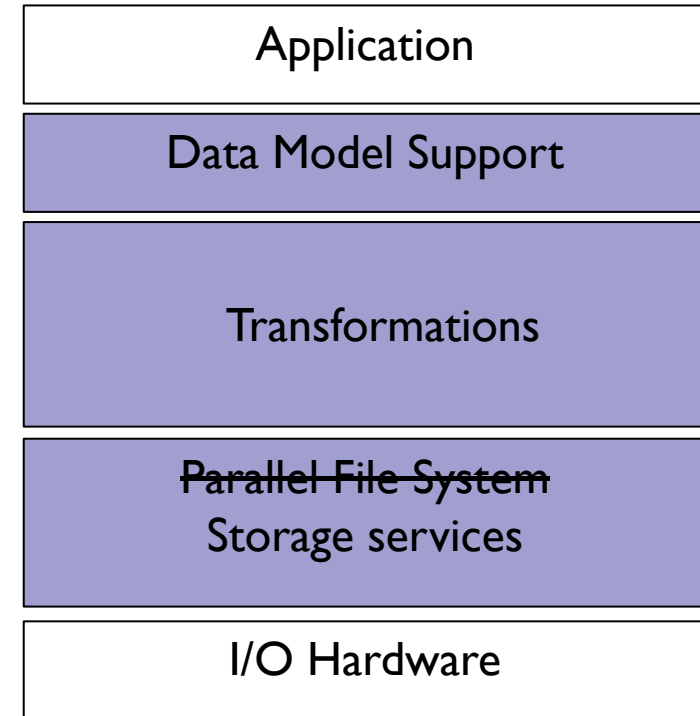 Application
Data Model Support
Transformations
Parallel File System
Storage services
I/O Hardware